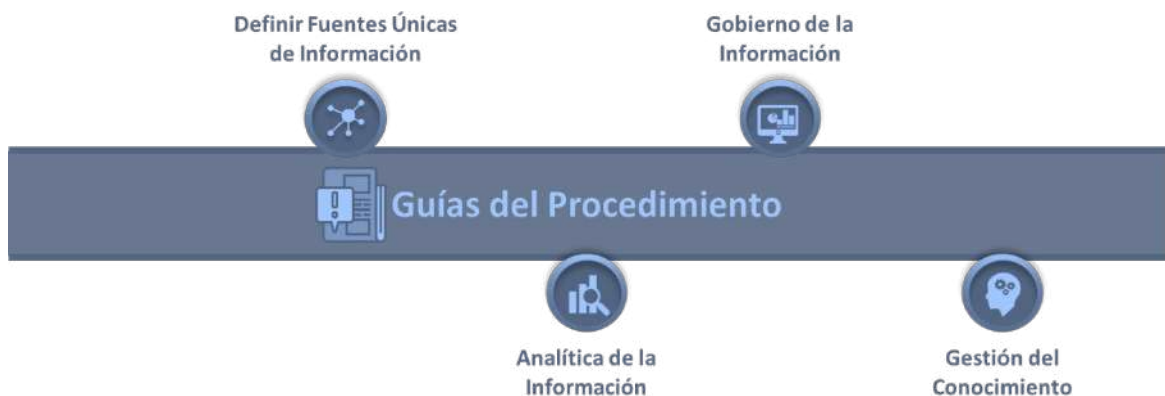 Definir Fuentes Únicas
de Información
Gobierno de la
Información
Guías del Procedimiento
Analítica de la
Información
Gestión del
Conocimiento